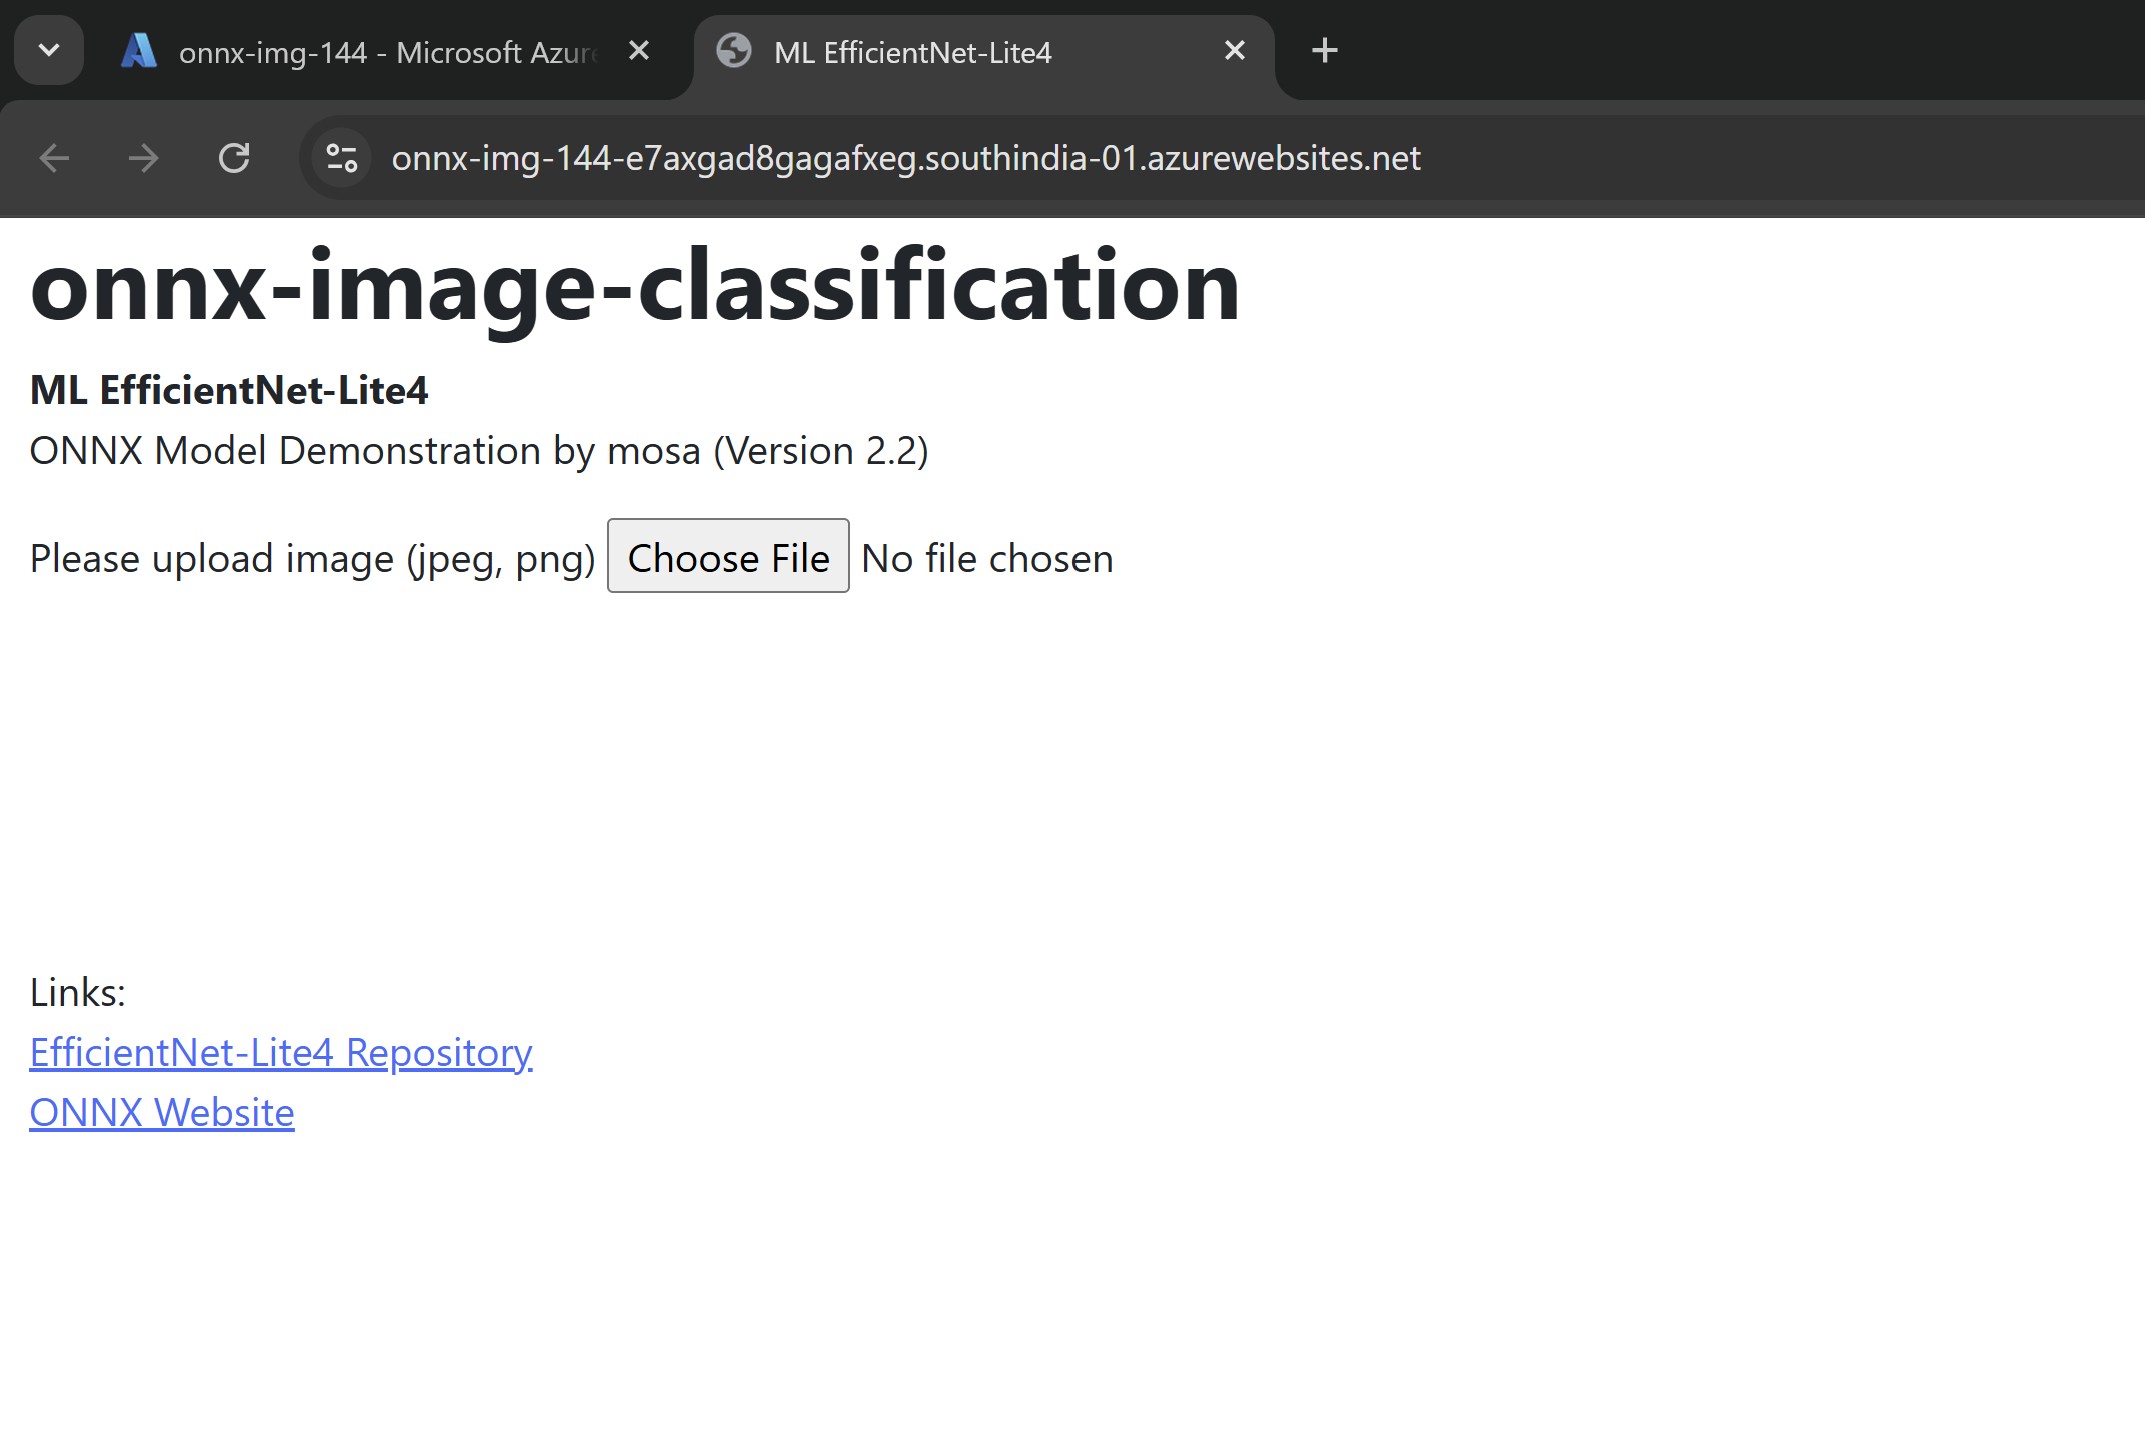 onnx-img-144 - Microsoft Azure
ML EfficientNet-Lite4
onnx-img-144-e7axgad8gagafxeg.southindia-01.azurewebsites.net
onnx-image-classification
ML EfficientNet-Lite4
ONNX Model Demonstration by mosa (Version 2.2)
Please upload image (jpeg, png) Choose File No file chosen
Links:
EfficientNet-Lite4 Repository
ONNX Website